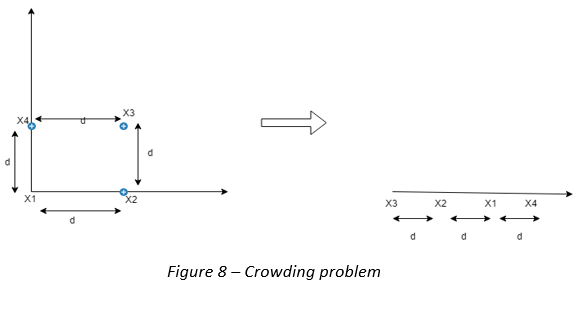 X4 d X3
d d
X1 X2
d
X3 X2 X1 X4
d d d
Figure 8 – Crowding problem